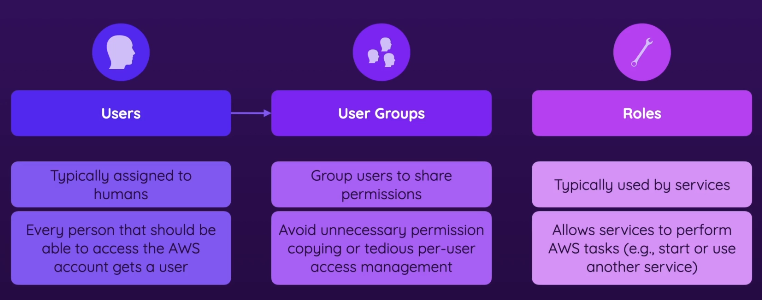 Users
User Groups
Roles
Typically assigned to
humans
Group users to share
permissions
Typically used by services
Every person that should be
able to access the AWS
account gets a user
Avoid unnecessary permission
copying or tedious per-user
access management
Allows services to perform
AWS tasks (e.g., start or use
another service)